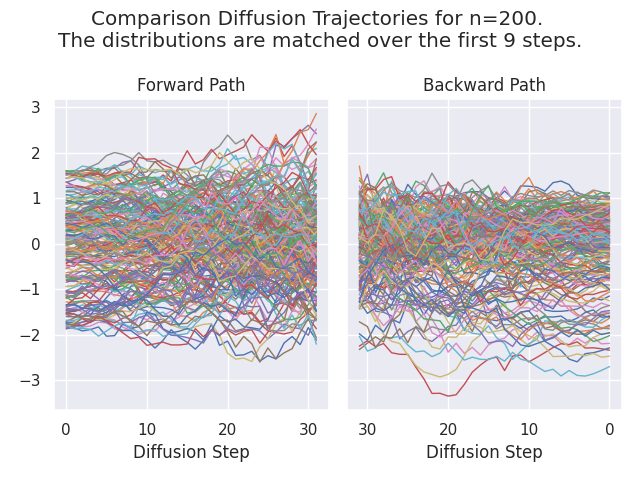 Comparison Diffusion Trajectories for n=200.
The distributions are matched over the first 9 steps.
Forward Path
Backward Path
3
2
1
0
−1
−2
−3
0
10
20
30
30
20
10
0
Diffusion Step
Diffusion Step